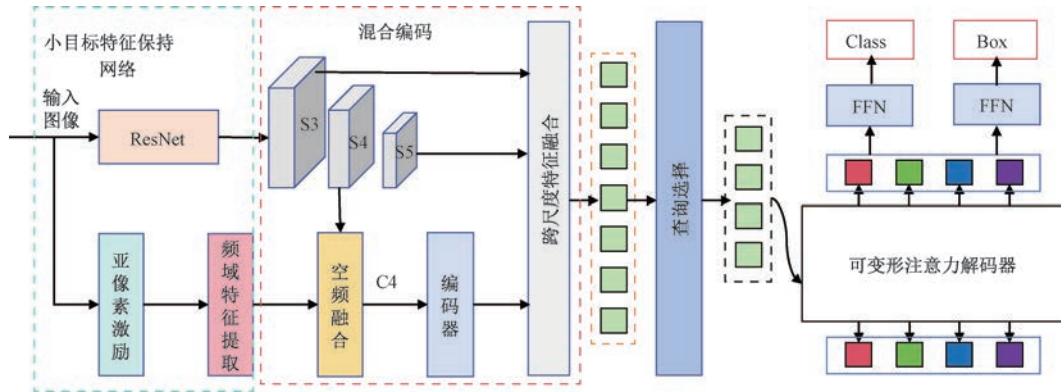 小目标特征保持
网络
输入
图像
ResNet
亚像素激励
频域特征提取
混合编码
S3
S4
S5
空频融合
C4
编码器
跨尺度特征融合
查询选择
Class
Box
FFN
FFN
可变形注意力解码器